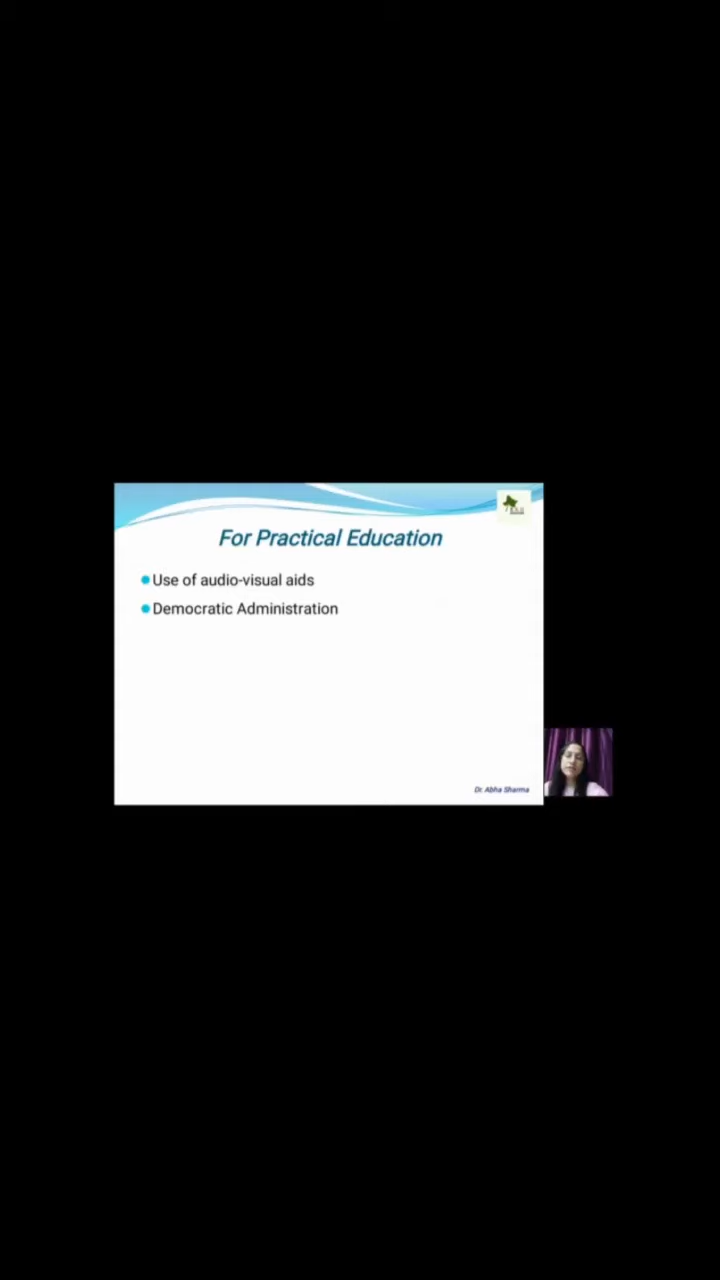 For Practical Education
Use of audio-visual aids
Democratic Administration
Dr. Abha Sharma